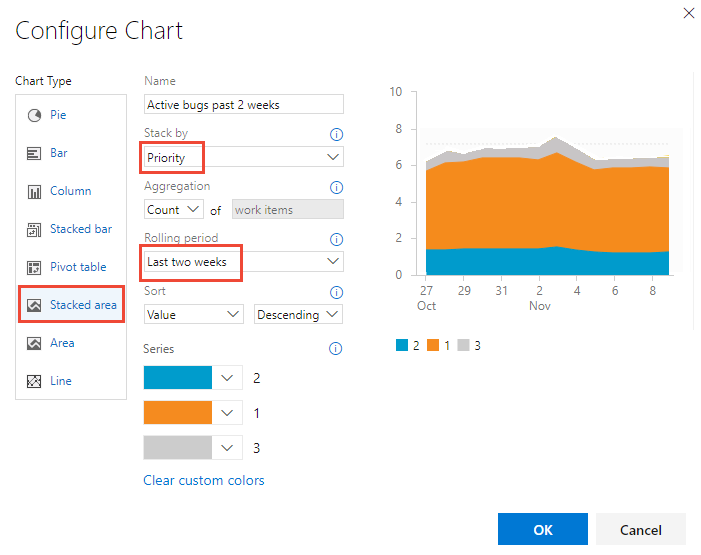 Configure Chart
Chart Type
Pie
Bar
Column
Stacked bar
Pivot table
Stacked area
Area
Line
Name
Active bugs past 2 weeks
Stack by
Priority
Aggregation
Count of work items
Rolling period
Last two weeks
Sort
Value Descending
Series
2
1
3
Clear custom colors
10
8
6
4
2
0
27 29 31 2 4 6 8
Oct Nov
2 1 3
OK Cancel